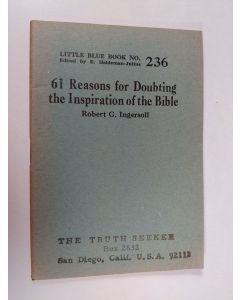 LITTLE BLUE BOOK NO. 236
Edited by E. Haldeman-Julius
61 Reasons for Doubting
the Inspiration of the Bible
Robert G. Ingersoll
THE TRUTH SEEKER
Box 2832
San Diego, Calif. U.S.A. 92112